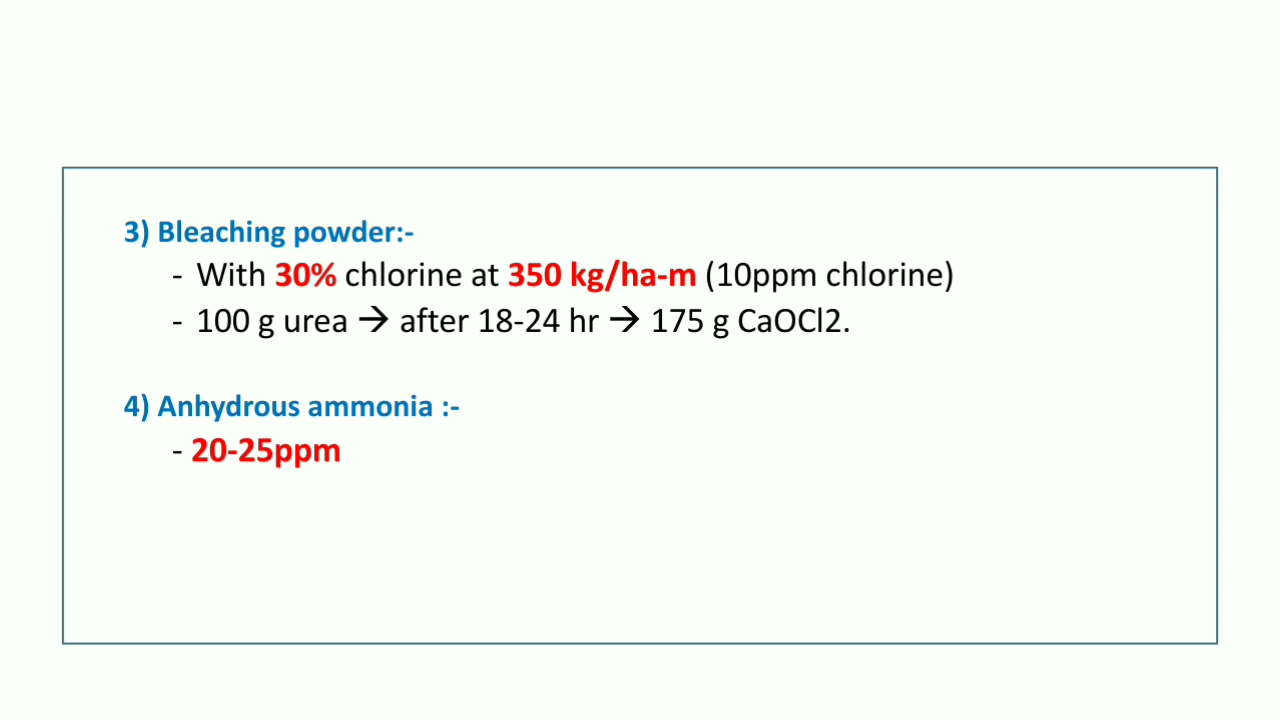 3) Bleaching powder:-
- With 30% chlorine at 350 kg/ha-m (10ppm chlorine)
- 100 g urea → after 18-24 hr → 175 g CaOCl2.
4) Anhydrous ammonia :-
- 20-25ppm